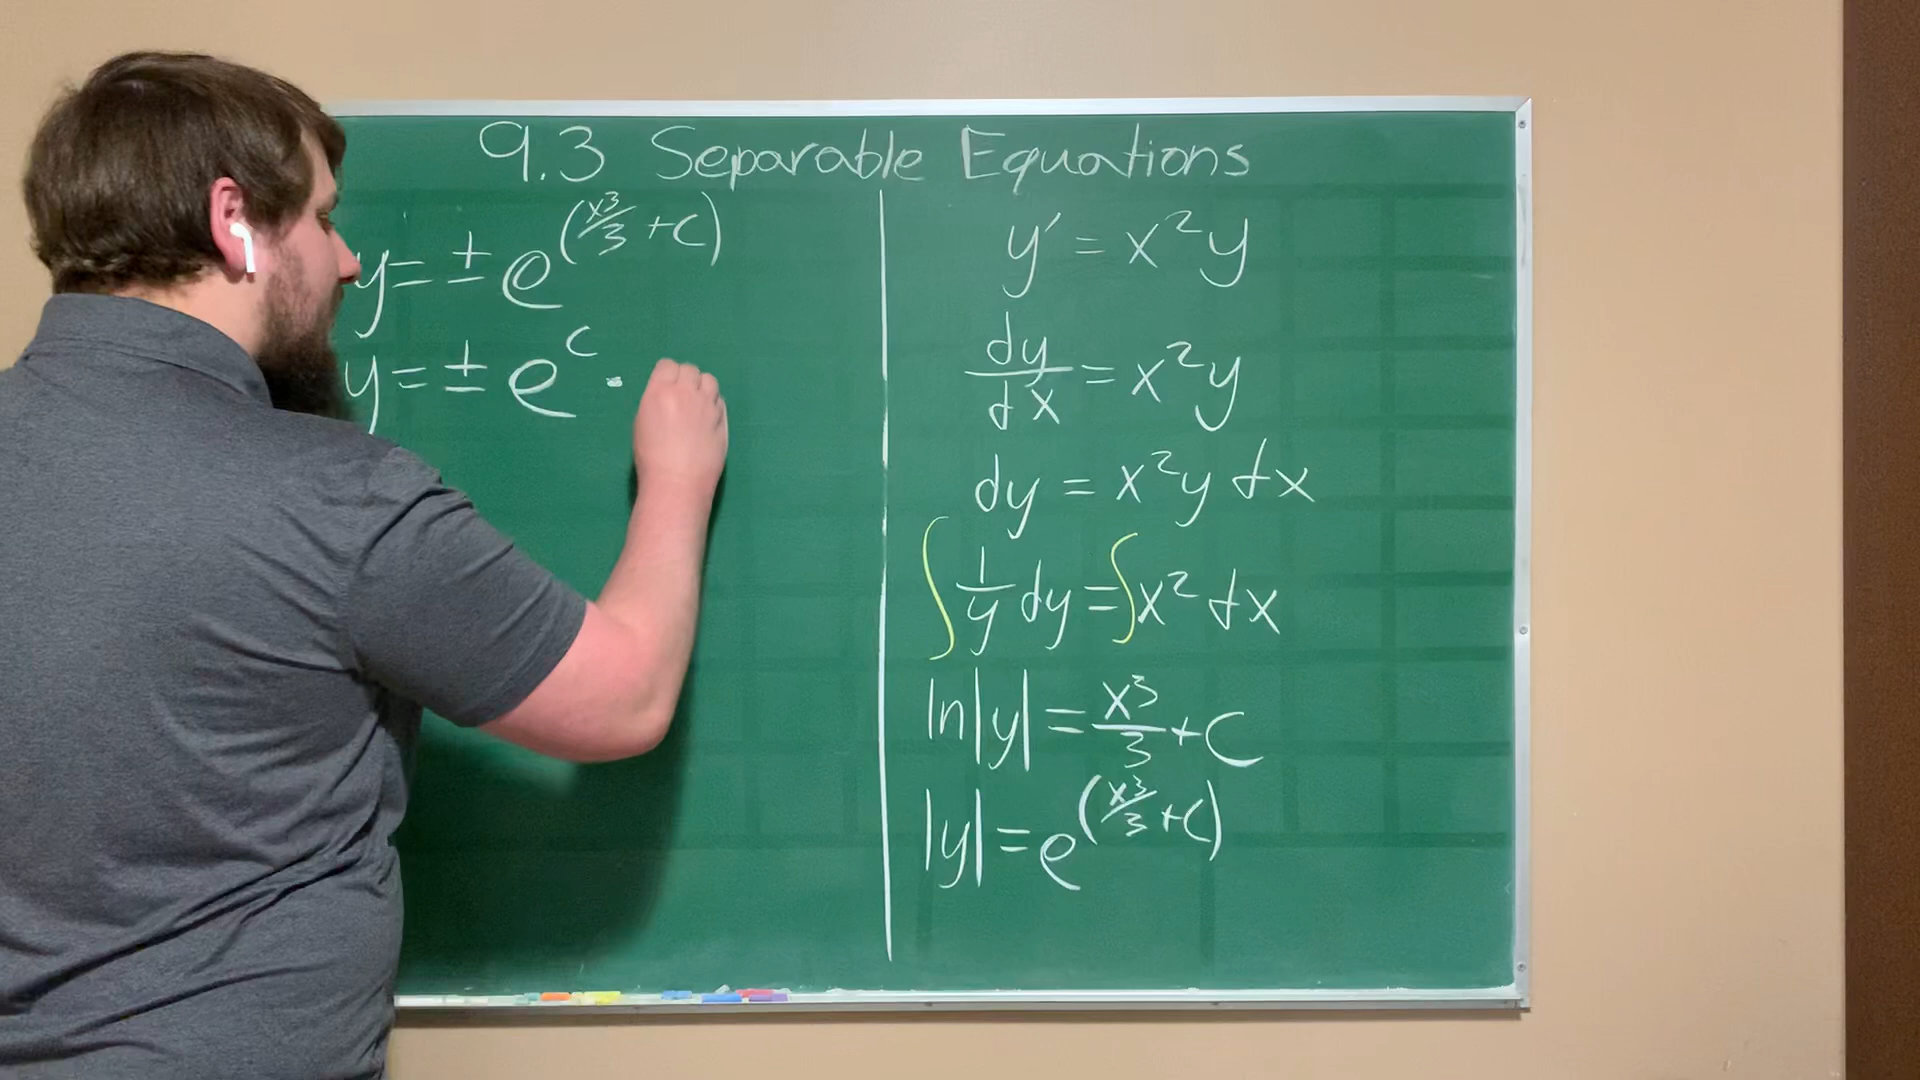 9.3 Separable Equations
y′ = x²y
dy/dx = x²y
dy = x²y dx
∫ 1/y dy = ∫ x² dx
ln|y| = x³/3 + C
|y| = e^(x³/3 + C)
y = ± e^(x³/3 + C)
y = ± e^C ·